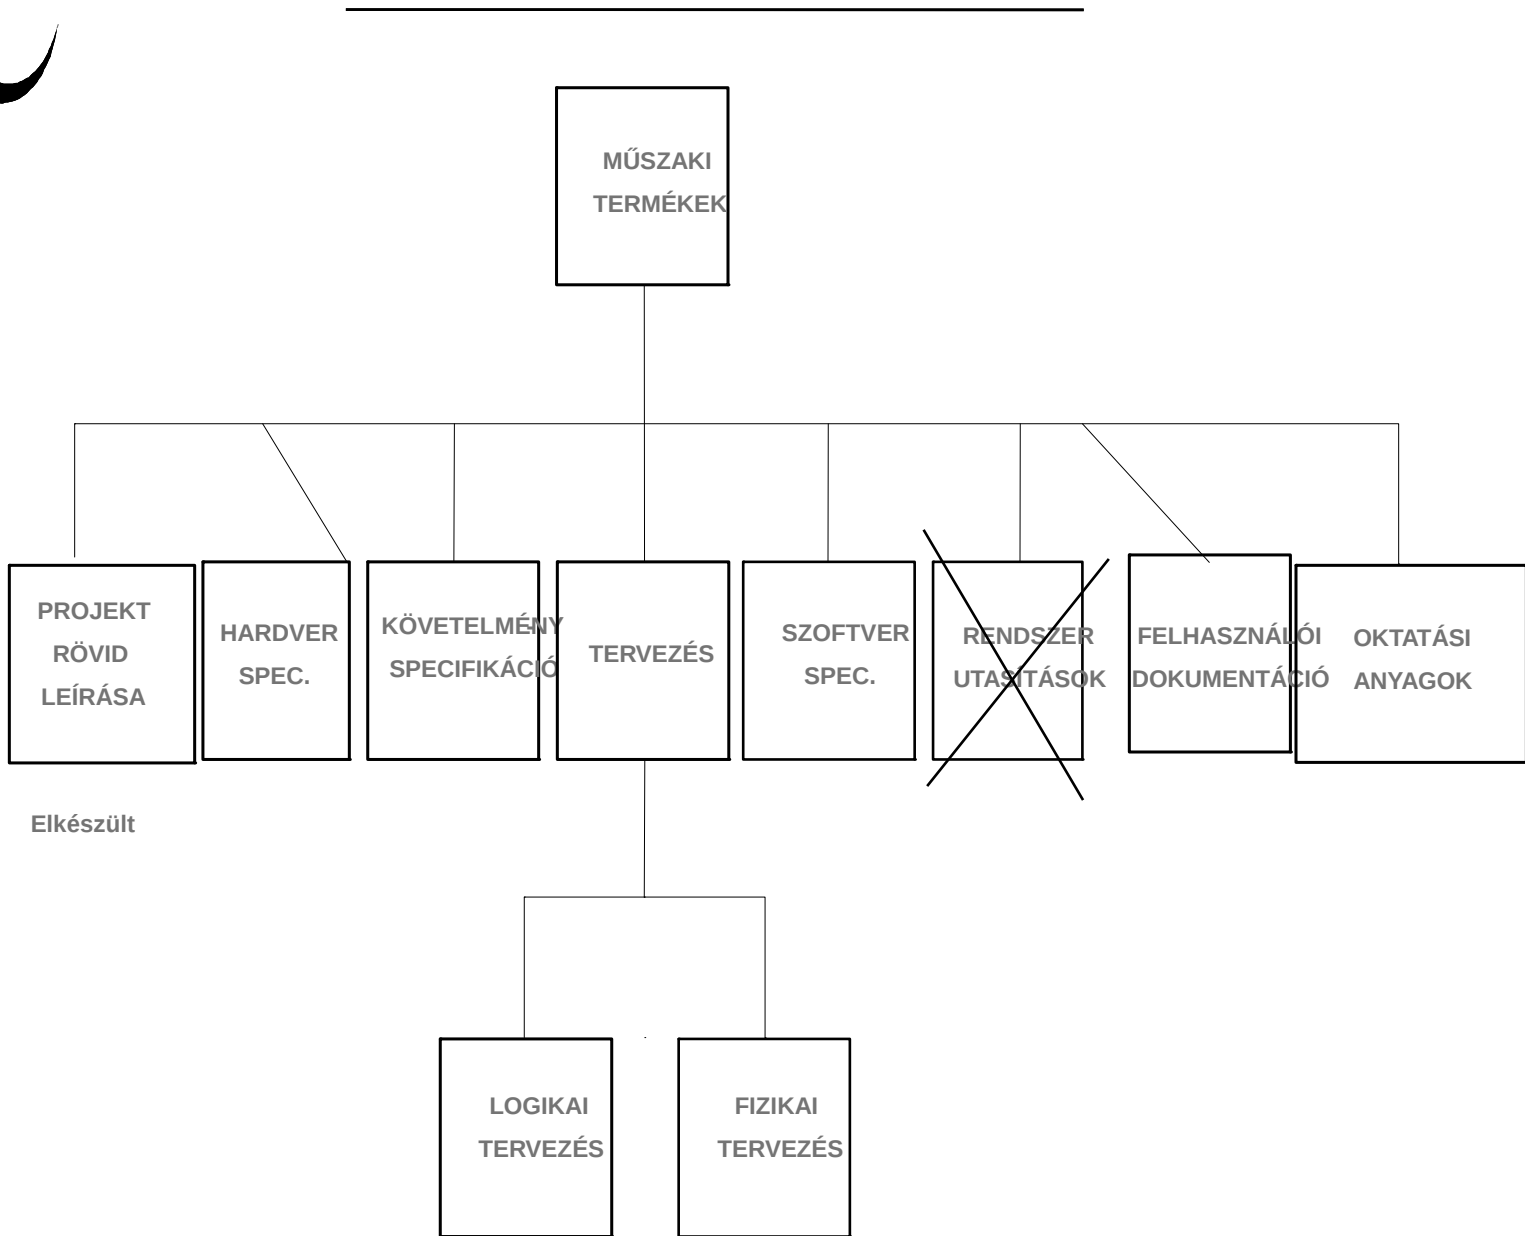 MŰSZAKI
TERMÉKEK
PROJEKT
RÖVID
LEÍRÁSA
HARDVER
SPEC.
KÖVETELMÉNY
SPECIFIKÁCIÓ
TERVEZÉS
SZOFTVER
SPEC.
RENDSZER
UTASÍTÁSOK
FELHASZNÁLÓI
DOKUMENTÁCIÓ
OKTATÁSI
ANYAGOK
Elkészült
LOGIKAI
TERVEZÉS
FIZIKAI
TERVEZÉS